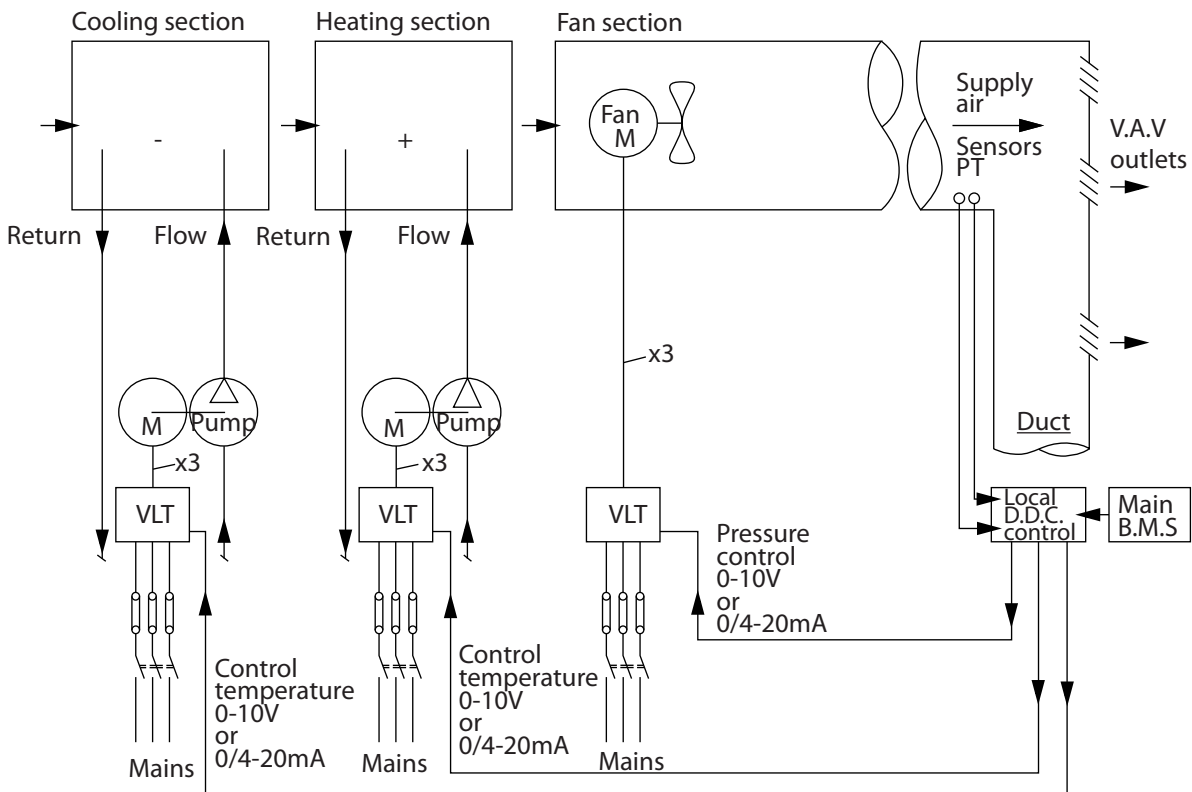 Cooling section
Heating section
Fan section
-
+
Fan
M
Supply
air
Sensors
PT
V.A.V
outlets
Return
Flow
Return
Flow
x3
M
Pump
M
Pump
Duct
x3
x3
VLT
VLT
VLT
Pressure
control
0-10V
or
0/4-20mA
Local
D.D.C.
control
Main
B.M.S
Control
temperature
0-10V
or
0/4-20mA
Control
temperature
0-10V
or
0/4-20mA
Mains
Mains
Mains